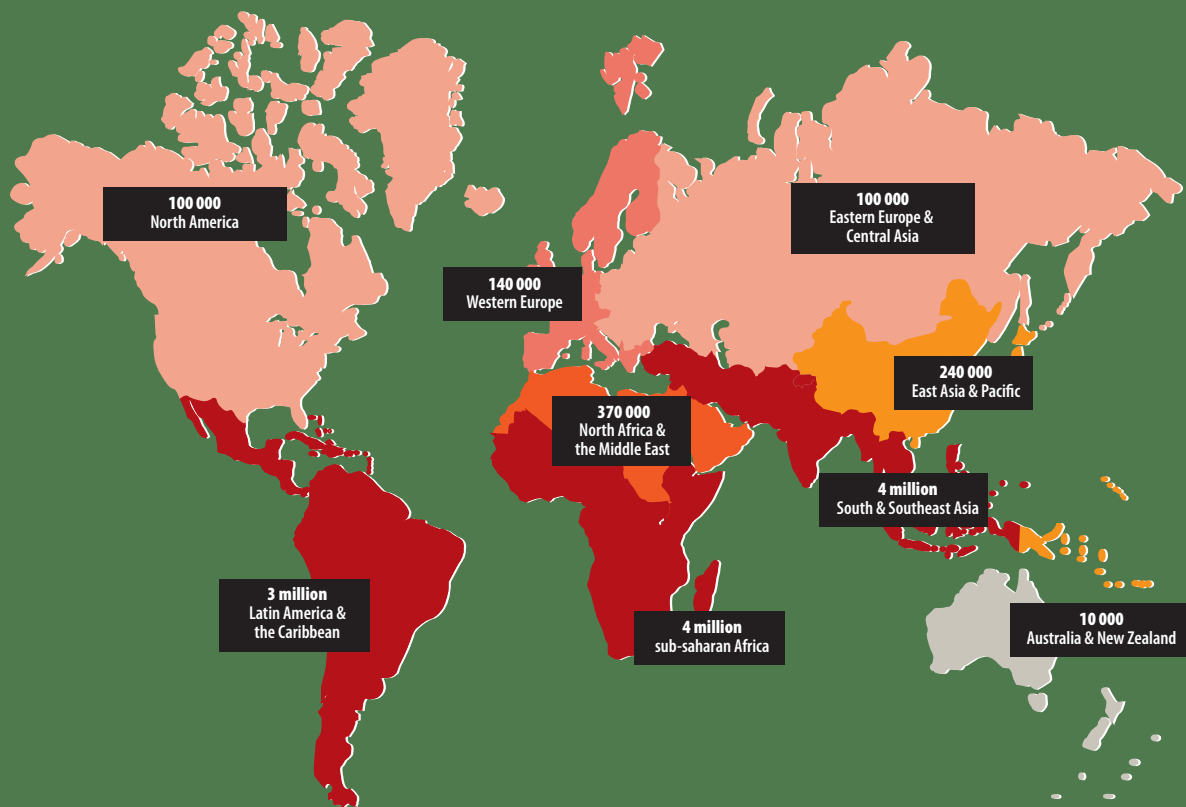 100 000
North America
100 000
Eastern Europe &
Central Asia
140 000
Western Europe
240 000
East Asia & Pacific
370 000
North Africa &
the Middle East
4 million
South & Southeast Asia
3 million
Latin America &
the Caribbean
4 million
sub-saharan Africa
10 000
Australia & New Zealand